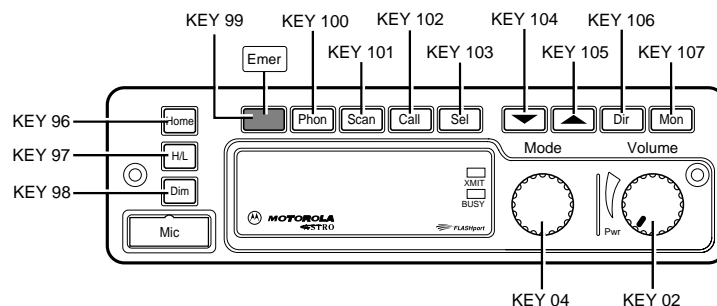 KEY 99
KEY 100
KEY 102
KEY 104
KEY 106
Emer
KEY 101
KEY 103
KEY 105
KEY 107
KEY 96
Home
Phon
Scan
Call
Sel
Dir
Mon
KEY 97
H/L
Mode
Volume
KEY 98
Dim
XMIT
BUSY
Mic
MOTOROLA
ASTRO
FLASHport
Pwr
KEY 04
KEY 02